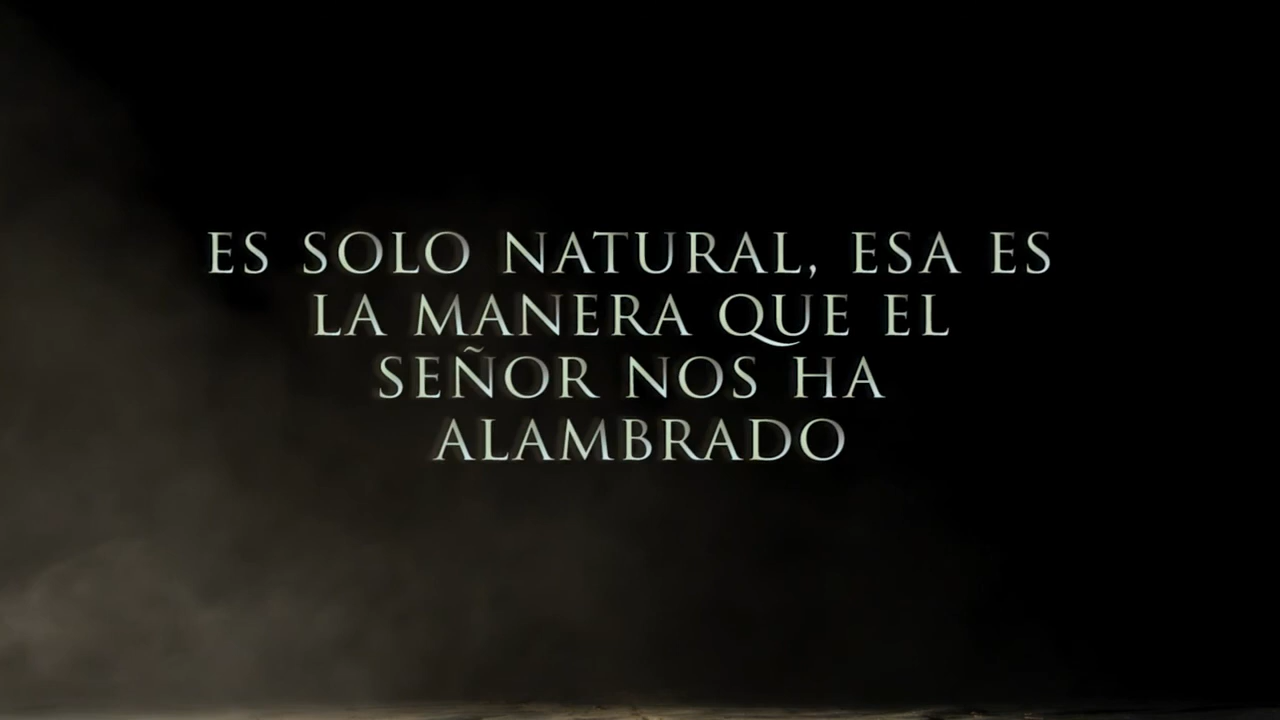 ES SOLO NATURAL, ESA ES
LA MANERA QUE EL
SEÑOR NOS HA
ALAMBRADO